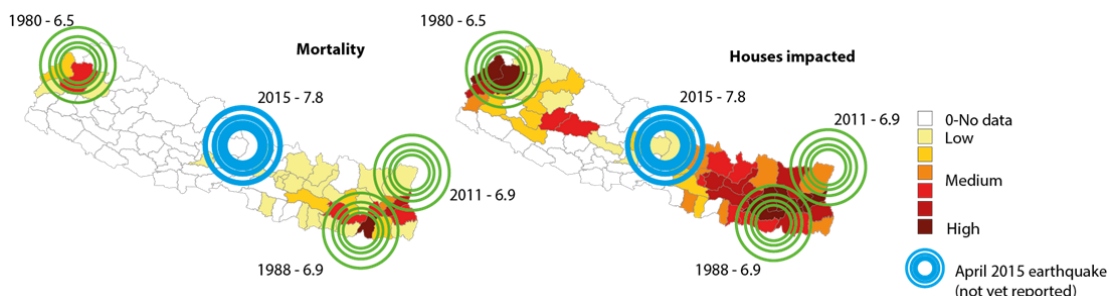 1980 - 6.5
Mortality
2015 - 7.8
2011 - 6.9
1988 - 6.9
1980 - 6.5
Houses impacted
2015 - 7.8
2011 - 6.9
1988 - 6.9
0-No data
Low
Medium
High
April 2015 earthquake
(not yet reported)